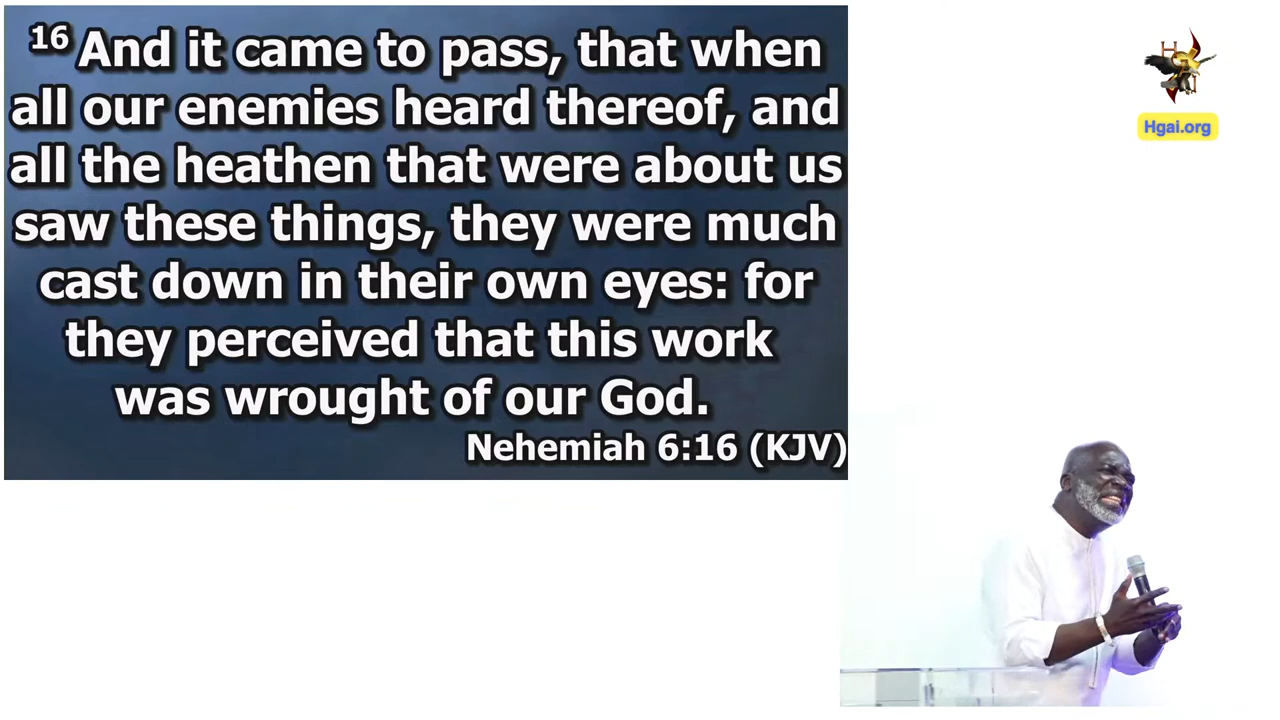 16 And it came to pass, that when
all our enemies heard thereof, and
all the heathen that were about us
saw these things, they were much
cast down in their own eyes: for
they perceived that this work
was wrought of our God.
Nehemiah 6:16 (KJV)
Hgai.org